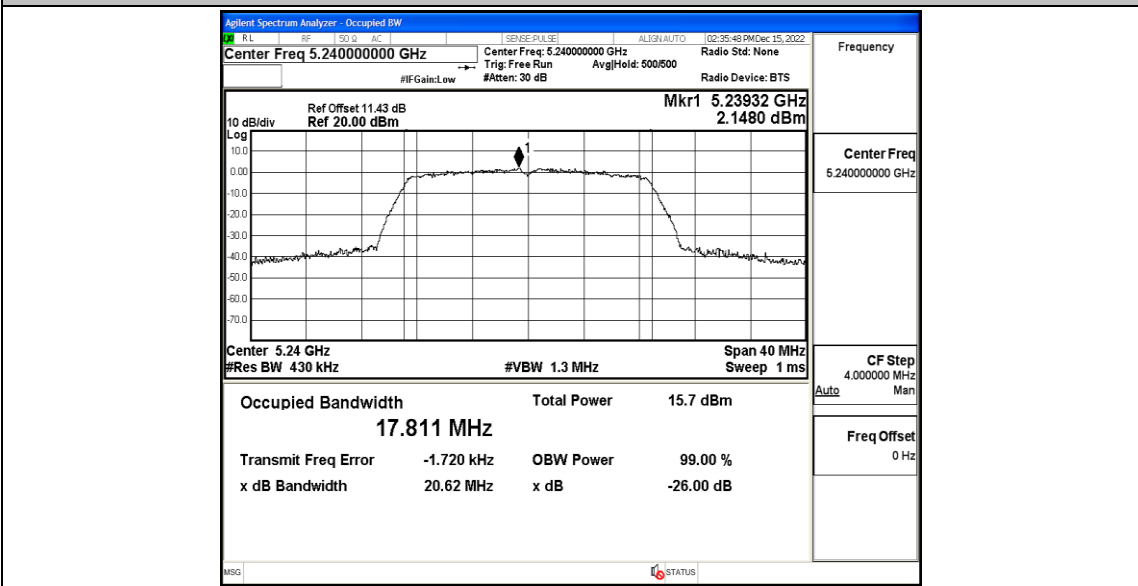 Agilent Spectrum Analyzer - Occupied BW
RL RF 50 Ω AC SENSE:PULSE ALIGN AUTO 02:35:48 PM Dec 15, 2022
Center Freq 5.240000000 GHz Center Freq: 5.240000000 GHz Radio Std: None
Trig: Free Run Avg|Hold: 500/500
#IFGain:Low #Atten: 30 dB Radio Device: BTS
Mkr1 5.23932 GHz
2.1480 dBm
Ref Offset 11.43 dB
10 dB/div Ref 20.00 dBm
Log
10.0
0.00
-10.0
-20.0
-30.0
-40.0
-50.0
-60.0
-70.0
1
Center 5.24 GHz Span 40 MHz
#Res BW 430 kHz #VBW 1.3 MHz Sweep 1 ms
Occupied Bandwidth Total Power 15.7 dBm
17.811 MHz
Transmit Freq Error -1.720 kHz OBW Power 99.00 %
x dB Bandwidth 20.62 MHz x dB -26.00 dB
MSG STATUS
Frequency
Center Freq
5.240000000 GHz
CF Step
4.000000 MHz
Auto Man
Freq Offset
0 Hz